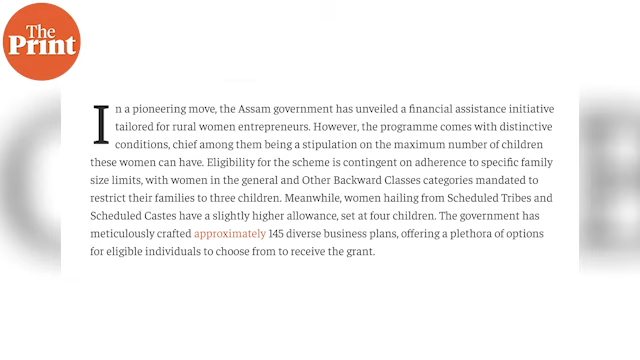 The
Print
In a pioneering move, the Assam government has unveiled a financial assistance initiative
tailored for rural women entrepreneurs. However, the programme comes with distinctive
conditions, chief among them being a stipulation on the maximum number of children
these women can have. Eligibility for the scheme is contingent on adherence to specific family
size limits, with women in the general and Other Backward Classes categories mandated to
restrict their families to three children. Meanwhile, women hailing from Scheduled Tribes and
Scheduled Castes have a slightly higher allowance, set at four children. The government has
meticulously crafted approximately 145 diverse business plans, offering a plethora of options
for eligible individuals to choose from to receive the grant.